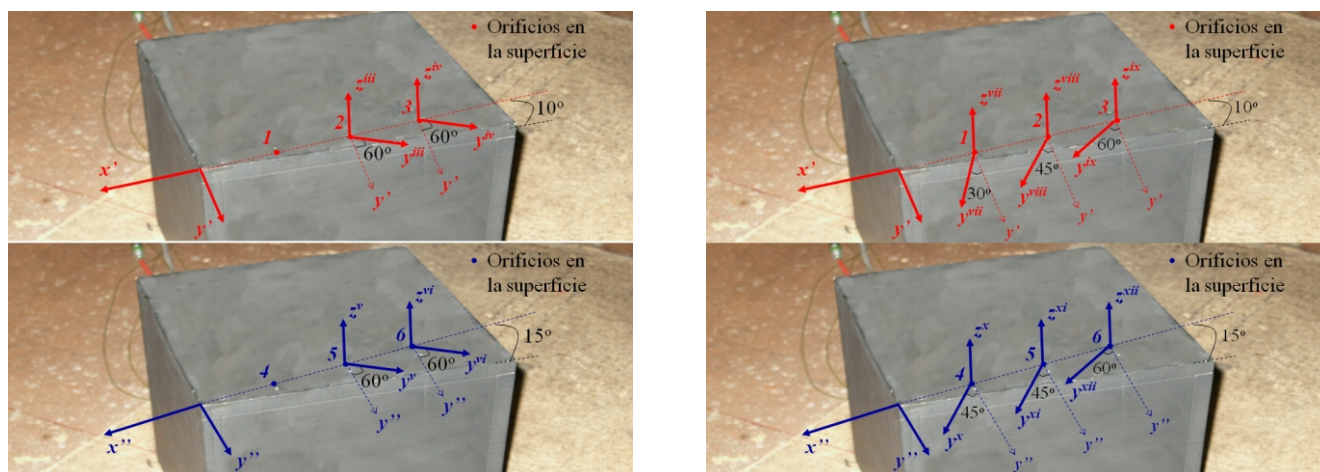 • Orificios en
la superficie
z^iii
z^iv
1
2
3
10º
60º
60º
y^iii
y^iv
x'
y'
y'
y'
• Orificios en
la superficie
z^vii
z^viii
z^ix
1
2
3
10º
60º
45º
30º
y^ix
y^viii
y^vii
x'
y'
y'
y'
y'
• Orificios en
la superficie
z^v
z^vi
4
5
6
15º
60º
60º
y^v
y^vi
x''
y''
y''
y''
• Orificios en
la superficie
z^x
z^xi
z^xii
4
5
6
15º
60º
45º
45º
y^xii
y^xi
y^x
x''
y''
y''
y''
y''